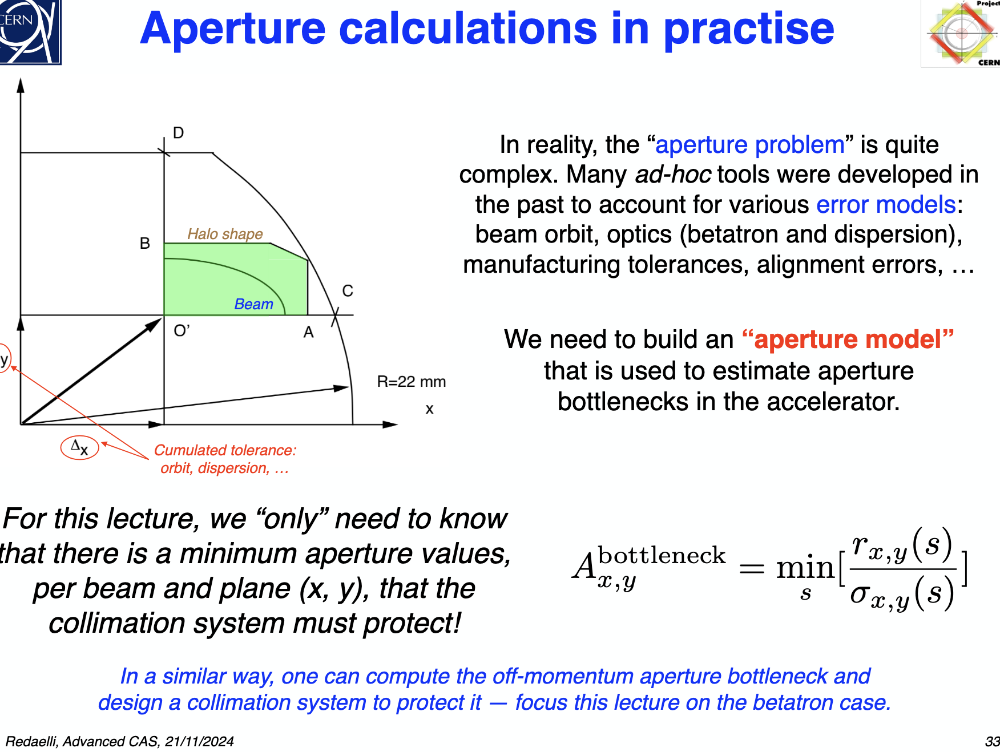 CERN
Aperture calculations in practise
Project
CERN
D
B
Halo shape
Beam
C
O’
A
y
R=22 mm
x
Δx
Cumulated tolerance:
orbit, dispersion, …
In reality, the “aperture problem” is quite
complex. Many ad-hoc tools were developed in
the past to account for various error models:
beam orbit, optics (betatron and dispersion),
manufacturing tolerances, alignment errors, …
We need to build an “aperture model”
that is used to estimate aperture
bottlenecks in the accelerator.
For this lecture, we “only” need to know
that there is a minimum aperture values,
per beam and plane (x, y), that the
collimation system must protect!
A_{x,y}^{bottleneck} = min_s [ r_{x,y}(s) / σ_{x,y}(s) ]
In a similar way, one can compute the off-momentum aperture bottleneck and
design a collimation system to protect it — focus this lecture on the betatron case.
Redaelli, Advanced CAS, 21/11/2024
33